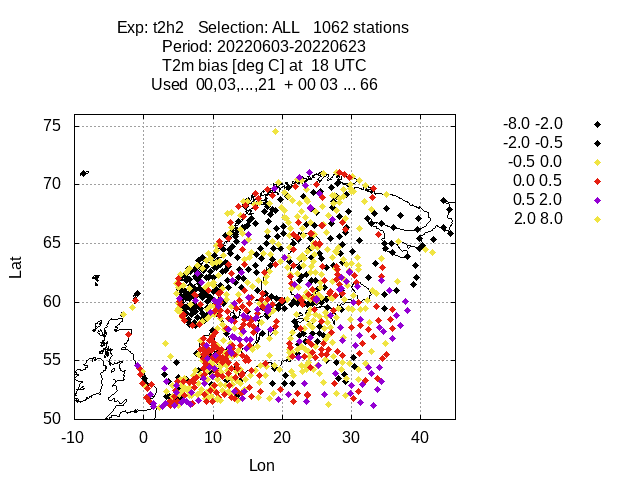 Exp: t2h2   Selection: ALL   1062 stations
Period: 20220603-20220623
T2m bias [deg C] at  18 UTC
Used  00,03,...,21  + 00 03 ... 66
-8.0 -2.0
-2.0 -0.5
-0.5 0.0
0.0 0.5
0.5 2.0
2.0 8.0
75
70
65
60
55
50
Lat
-10 0 10 20 30 40
Lon